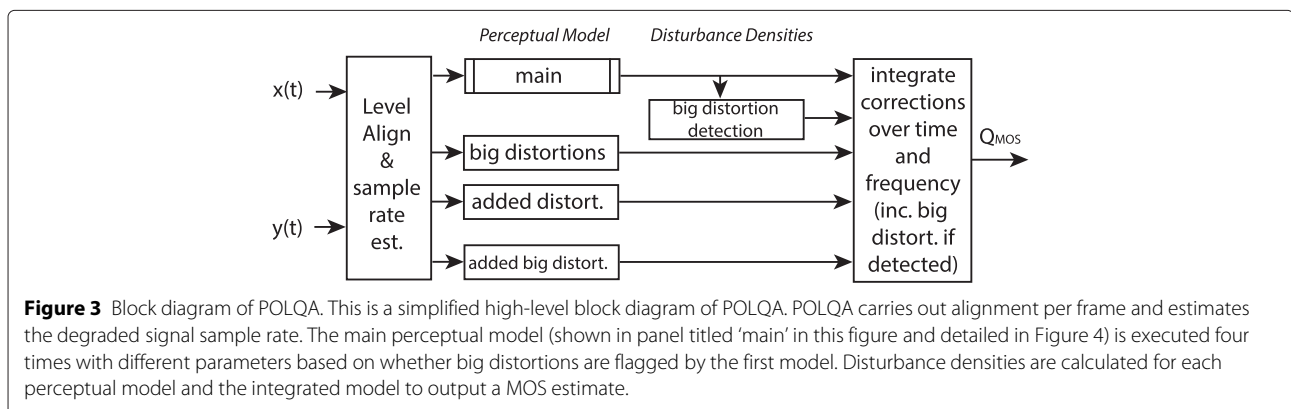 Perceptual Model
Disturbance Densities
x(t)
y(t)
Level
Align
&
sample
rate
est.
main
big distortion
detection
big distortions
added distort.
added big distort.
integrate
corrections
over time
and
frequency
(inc. big
distort. if
detected)
QMOS
Figure 3 Block diagram of POLQA. This is a simplified high-level block diagram of POLQA. POLQA carries out alignment per frame and estimates
the degraded signal sample rate. The main perceptual model (shown in panel titled ‘main’ in this figure and detailed in Figure 4) is executed four
times with different parameters based on whether big distortions are flagged by the first model. Disturbance densities are calculated for each
perceptual model and the integrated model to output a MOS estimate.